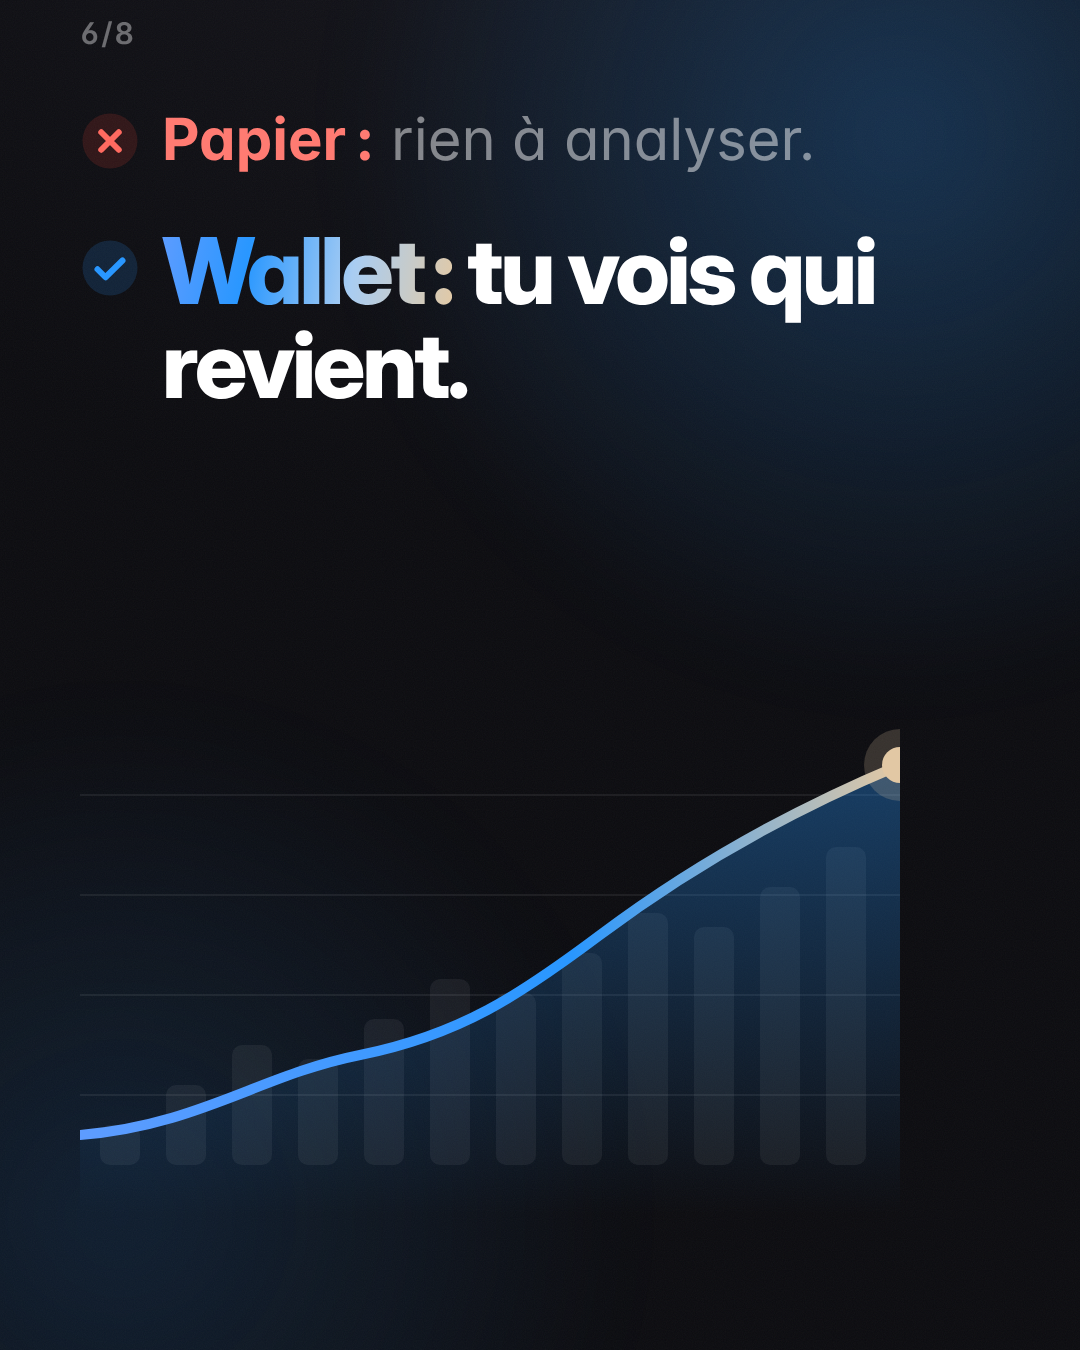 6/8
Papier : rien à analyser.
Wallet : tu vois qui
revient.